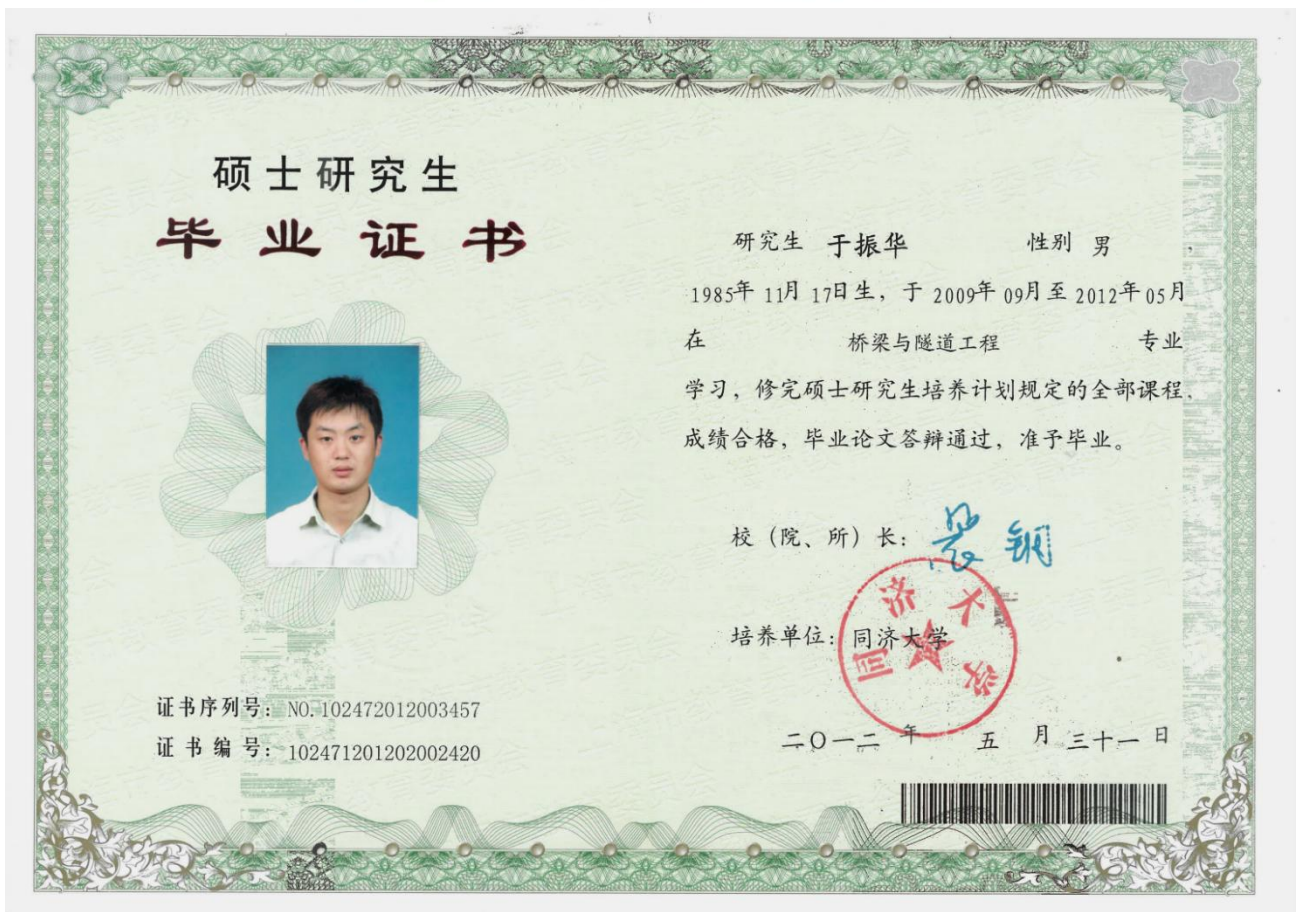 硕士研究生
毕业证书
证书序列号：NO.102472012003457
证书编号：102471201202002420
研究生 于振华 性别 男
1985年 11月 17日生，于 2009年 09月至 2012年 05月
在 桥梁与隧道工程 专业
学习，修完硕士研究生培养计划规定的全部课程，
成绩合格，毕业论文答辩通过，准予毕业。
校（院、所）长：
培养单位：同济大学
同济大学
二〇一二年 五月三十一日